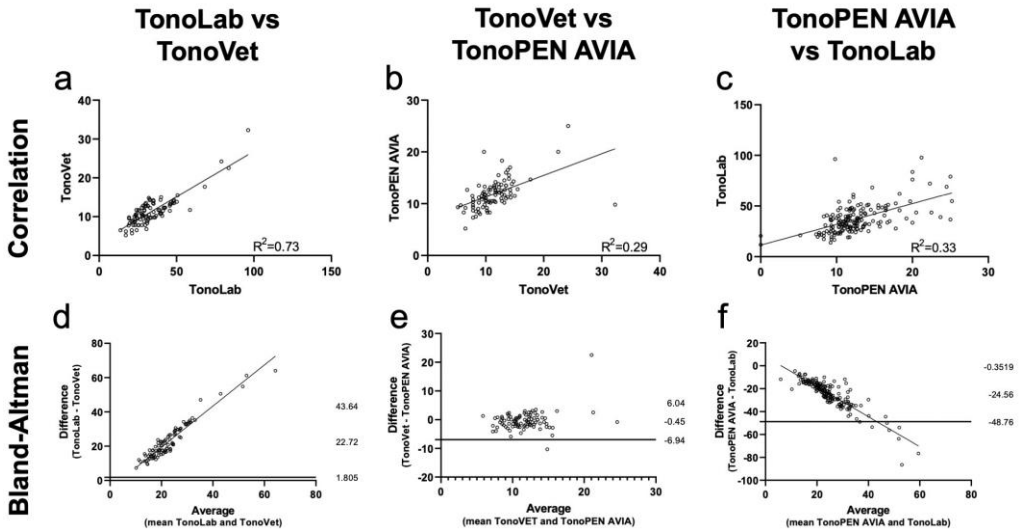 TonoLab vs
TonoVet
TonoVet vs
TonoPEN AVIA
TonoPEN AVIA
vs TonoLab
Correlation
a
TonoVet
40
30
20
10
0
0
50
100
150
R²=0.73
TonoLab
b
TonoPEN AVIA
30
20
10
0
0
10
20
30
40
R²=0.29
TonoVet
c
TonoLab
150
100
50
0
0
10
20
30
R²=0.33
TonoPEN AVIA
Bland-Altman
d
Difference
(TonoLab - TonoVet)
80
60
40
20
0
0
20
40
60
80
43.64
22.72
1.805
Average
(mean TonoLab and TonoVet)
e
Difference
(TonoVet - TonoPEN AVIA)
30
20
10
0
-10
-20
0
5
10
15
20
25
30
6.04
-0.45
-6.94
Average
(mean TonoVET and TonoPEN AVIA)
f
Difference
(TonoPEN AVIA - TonoLab)
20
0
-20
-40
-60
-80
-100
0
20
40
60
80
-0.3519
-24.56
-48.76
Average
(mean TonoPEN AVIA and TonoLab)